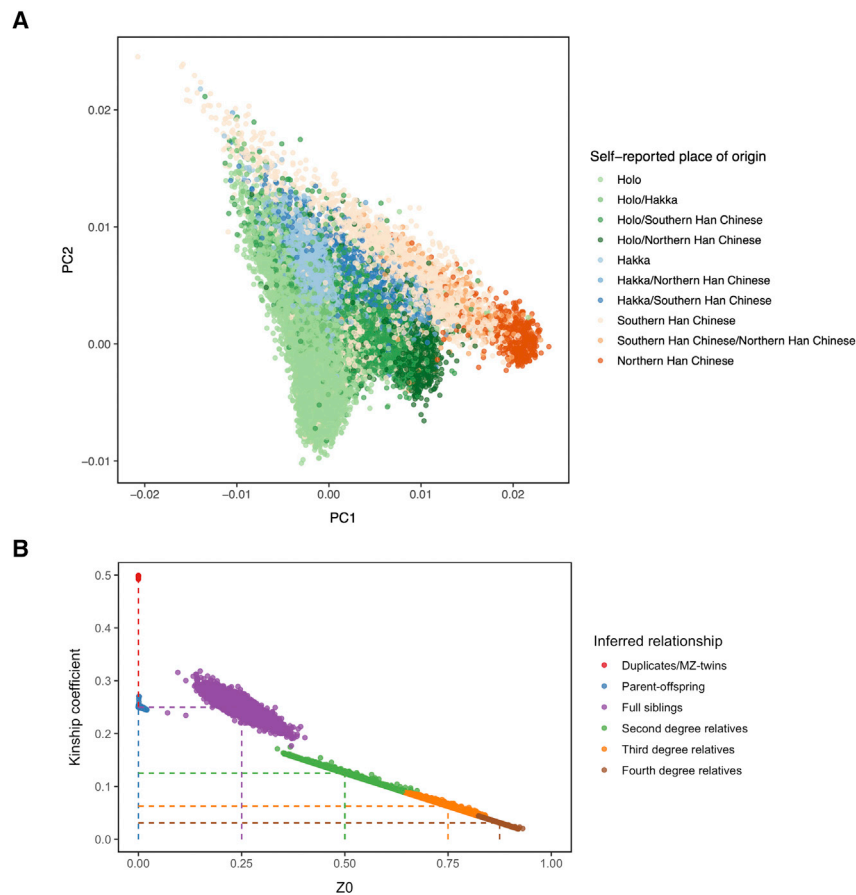 A
0.02
0.01
0.00
−0.01
PC2
−0.02
−0.01
0.00
0.01
0.02
PC1
Self−reported place of origin
Holo
Holo/Hakka
Holo/Southern Han Chinese
Holo/Northern Han Chinese
Hakka
Hakka/Northern Han Chinese
Hakka/Southern Han Chinese
Southern Han Chinese
Southern Han Chinese/Northern Han Chinese
Northern Han Chinese
B
0.5
0.4
0.3
0.2
0.1
0.0
Kinship coefficient
0.00
0.25
0.50
0.75
1.00
Z0
Inferred relationship
Duplicates/MZ−twins
Parent−offspring
Full siblings
Second degree relatives
Third degree relatives
Fourth degree relatives